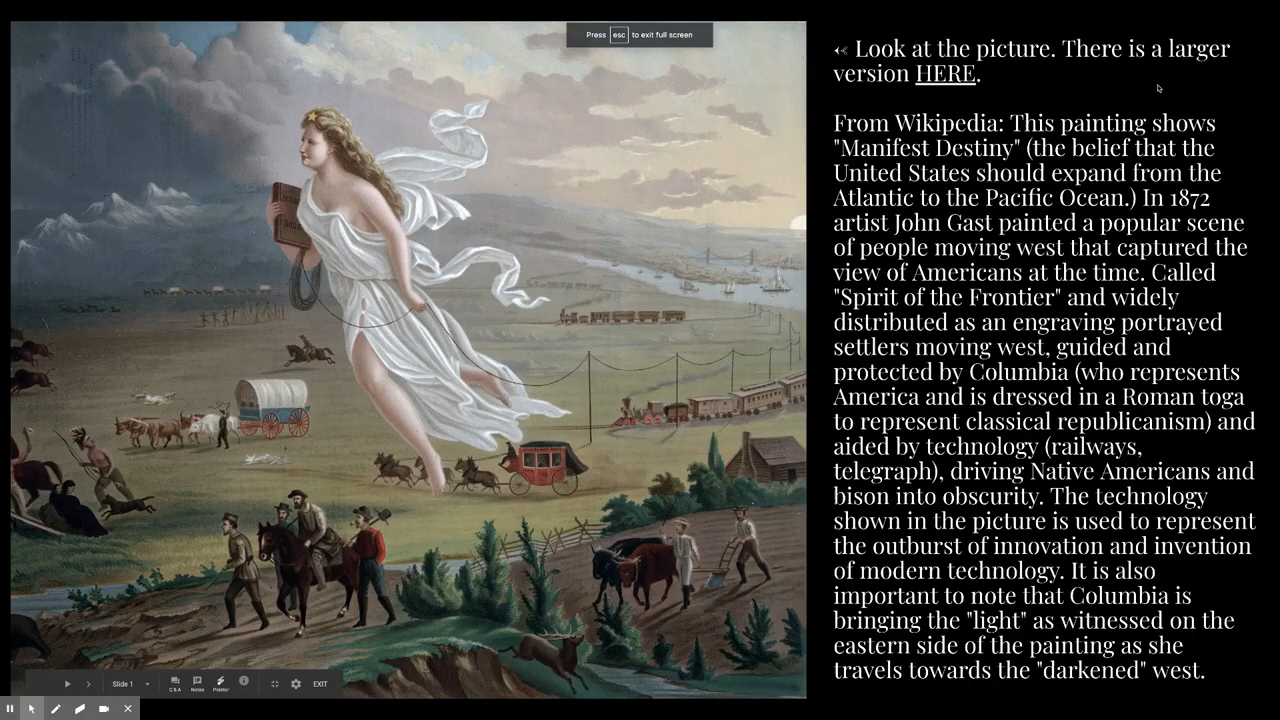 Press esc to exit full screen
« Look at the picture. There is a larger
version HERE.
From Wikipedia: This painting shows
"Manifest Destiny" (the belief that the
United States should expand from the
Atlantic to the Pacific Ocean.) In 1872
artist John Gast painted a popular scene
of people moving west that captured the
view of Americans at the time. Called
"Spirit of the Frontier" and widely
distributed as an engraving portrayed
settlers moving west, guided and
protected by Columbia (who represents
America and is dressed in a Roman toga
to represent classical republicanism) and
aided by technology (railways,
telegraph), driving Native Americans and
bison into obscurity. The technology
shown in the picture is used to represent
the outburst of innovation and invention
of modern technology. It is also
important to note that Columbia is
bringing the "light" as witnessed on the
eastern side of the painting as she
travels towards the "darkened" west.
Slide 1
Q & A
Notes
Pointer
EXIT